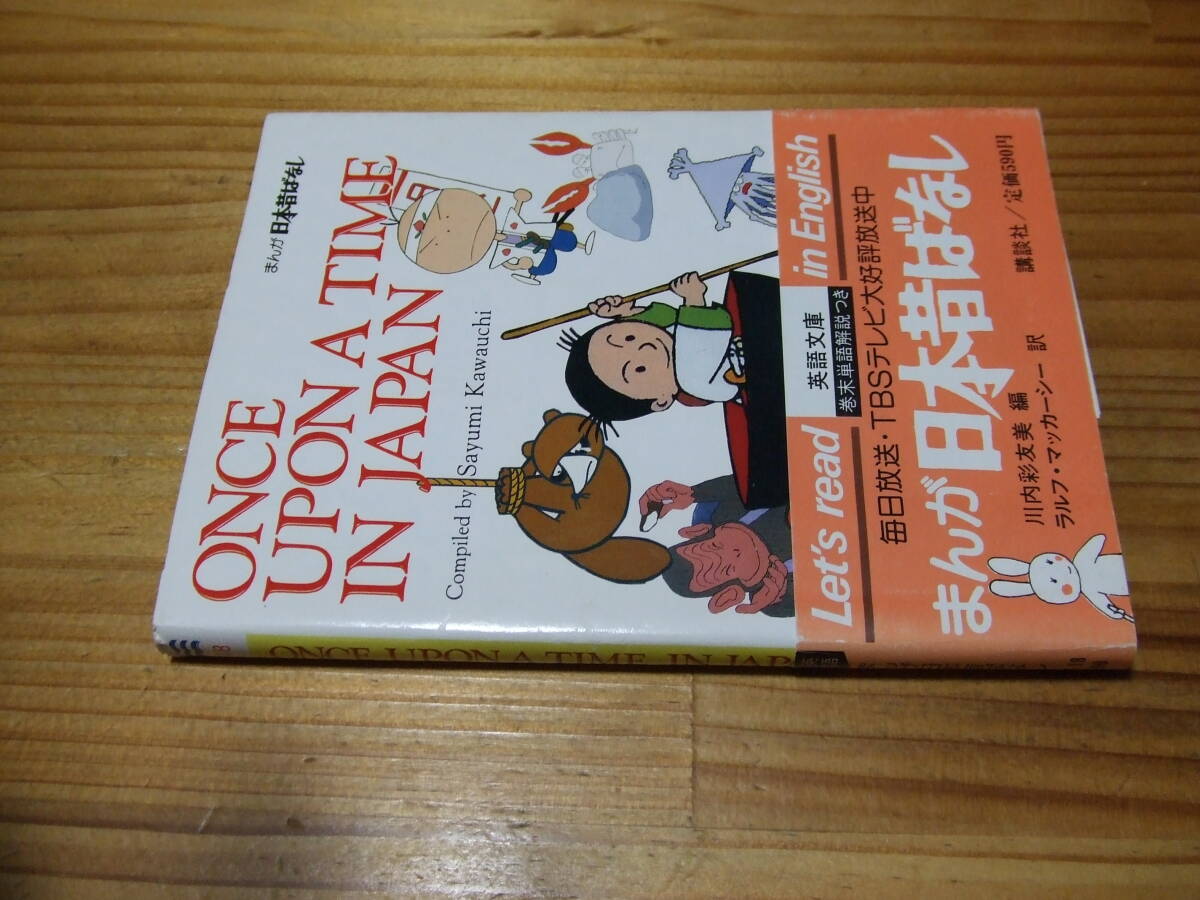 まんが 日本昔ばなし
ONCE
UPON A TIME
IN JAPAN
Compiled by Sayumi Kawauchi
日本一
Let's read
英語文庫
巻末単語解説つき
in English
毎日放送・TBSテレビ大好評放送中
まんが日本昔ばなし
川内彩友美 編
ラルフ・マッカーシー 訳
講談社/定価590円
8
ONCE UPON A TIME IN JAP